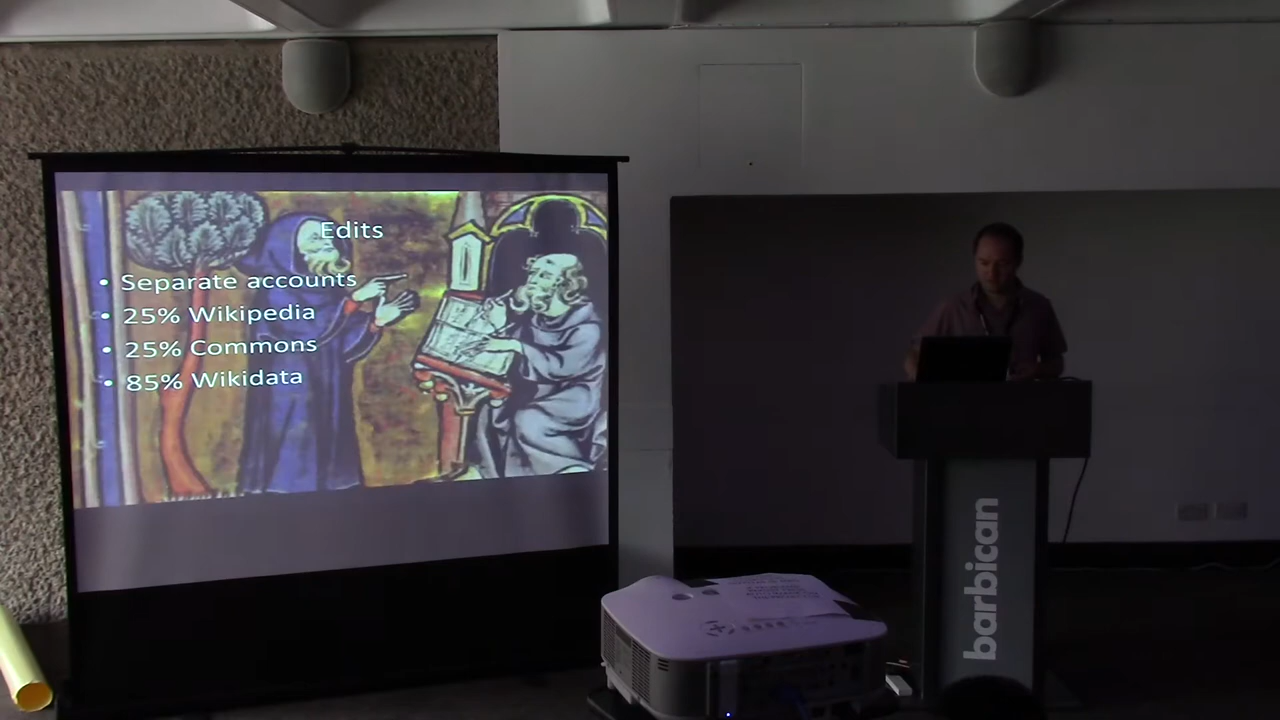 Edits
• Separate accounts
• 25% Wikipedia
• 25% Commons
• 85% Wikidata
barbican